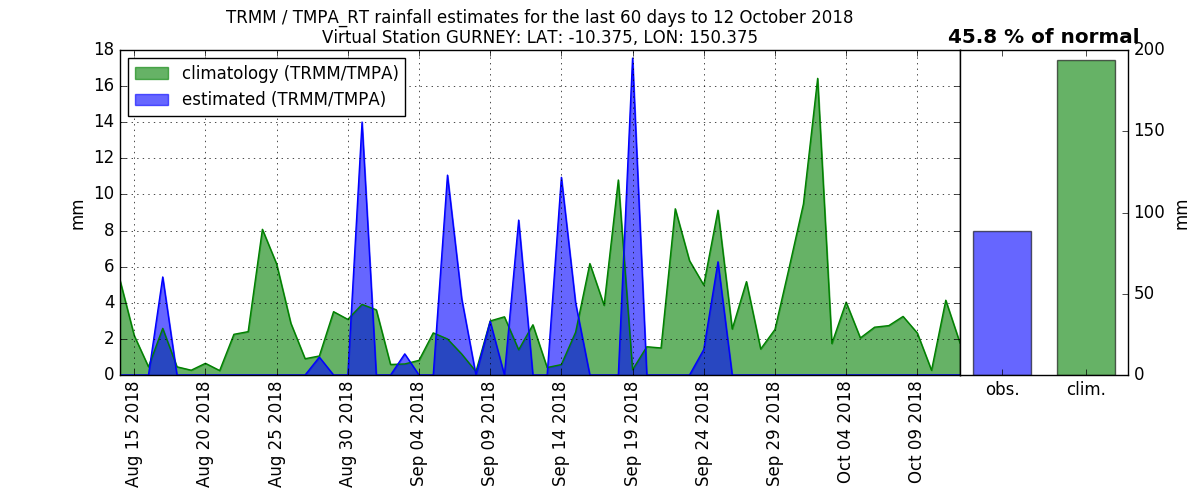 TRMM / TMPA_RT rainfall estimates for the last 60 days to 12 October 2018
Virtual Station GURNEY: LAT: -10.375, LON: 150.375
45.8 % of normal
climatology (TRMM/TMPA)
estimated (TRMM/TMPA)
mm
18
16
14
12
10
8
6
4
2
0
Aug 15 2018
Aug 20 2018
Aug 25 2018
Aug 30 2018
Sep 04 2018
Sep 09 2018
Sep 14 2018
Sep 19 2018
Sep 24 2018
Sep 29 2018
Oct 04 2018
Oct 09 2018
obs.
clim.
200
150
100
50
0
mm